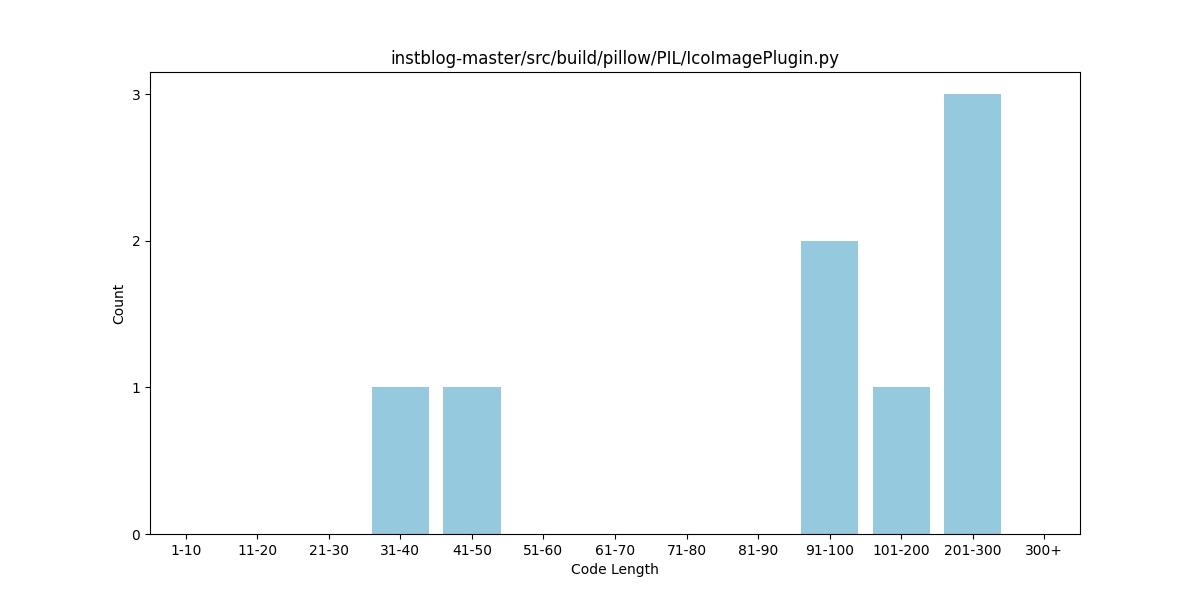 instblog-master/src/build/pillow/PIL/IcoImagePlugin.py
3
2
1
0
Count
1-10 11-20 21-30 31-40 41-50 51-60 61-70 71-80 81-90 91-100 101-200 201-300 300+
Code Length